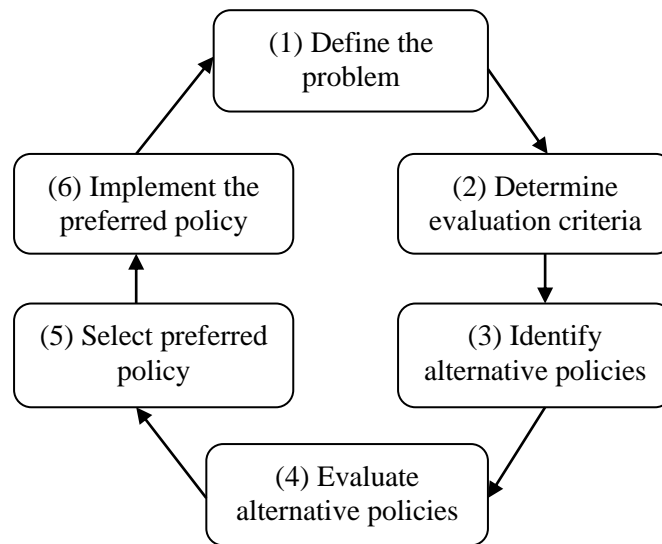 (1) Define the
problem
(2) Determine
evaluation criteria
(3) Identify
alternative policies
(4) Evaluate
alternative policies
(5) Select preferred
policy
(6) Implement the
preferred policy